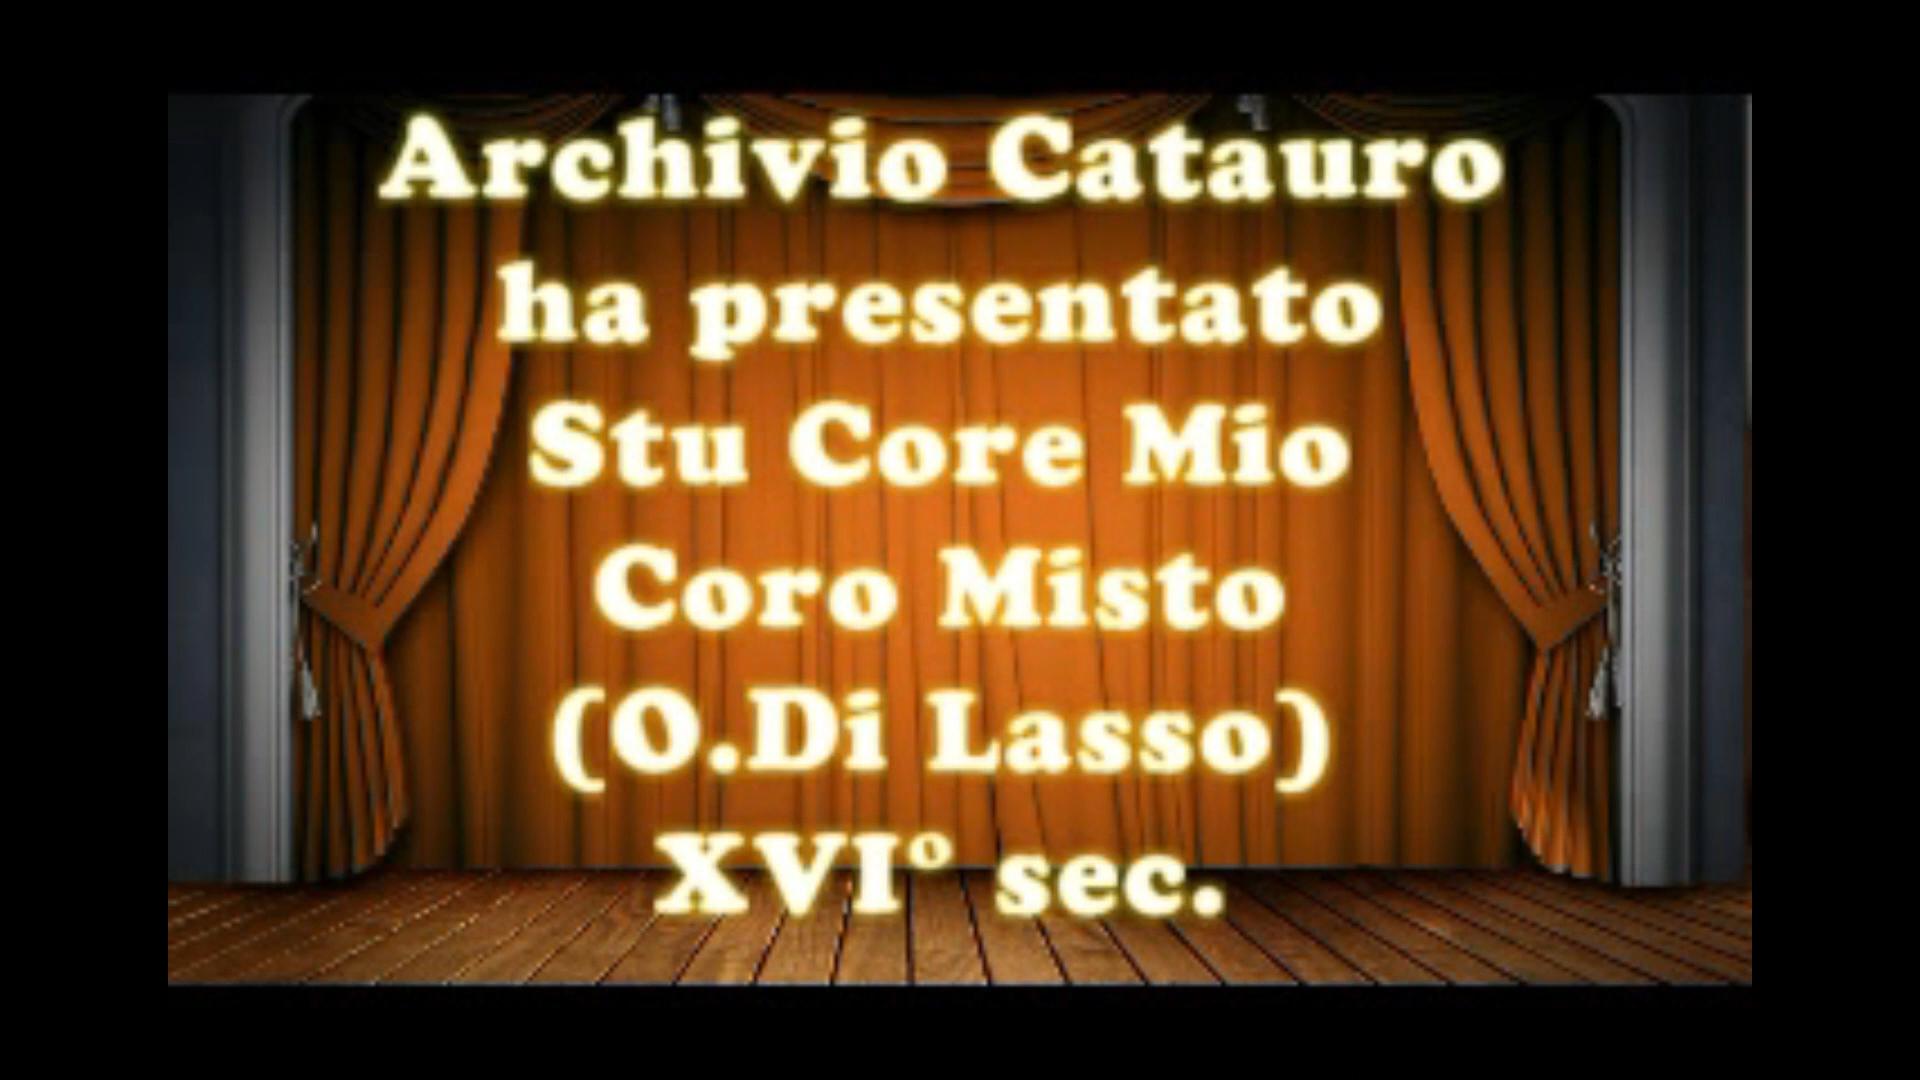 Archivio Catauro
ha presentato
Stu Core Mio
Coro Misto
(O.Di Lasso)
XVI° sec.